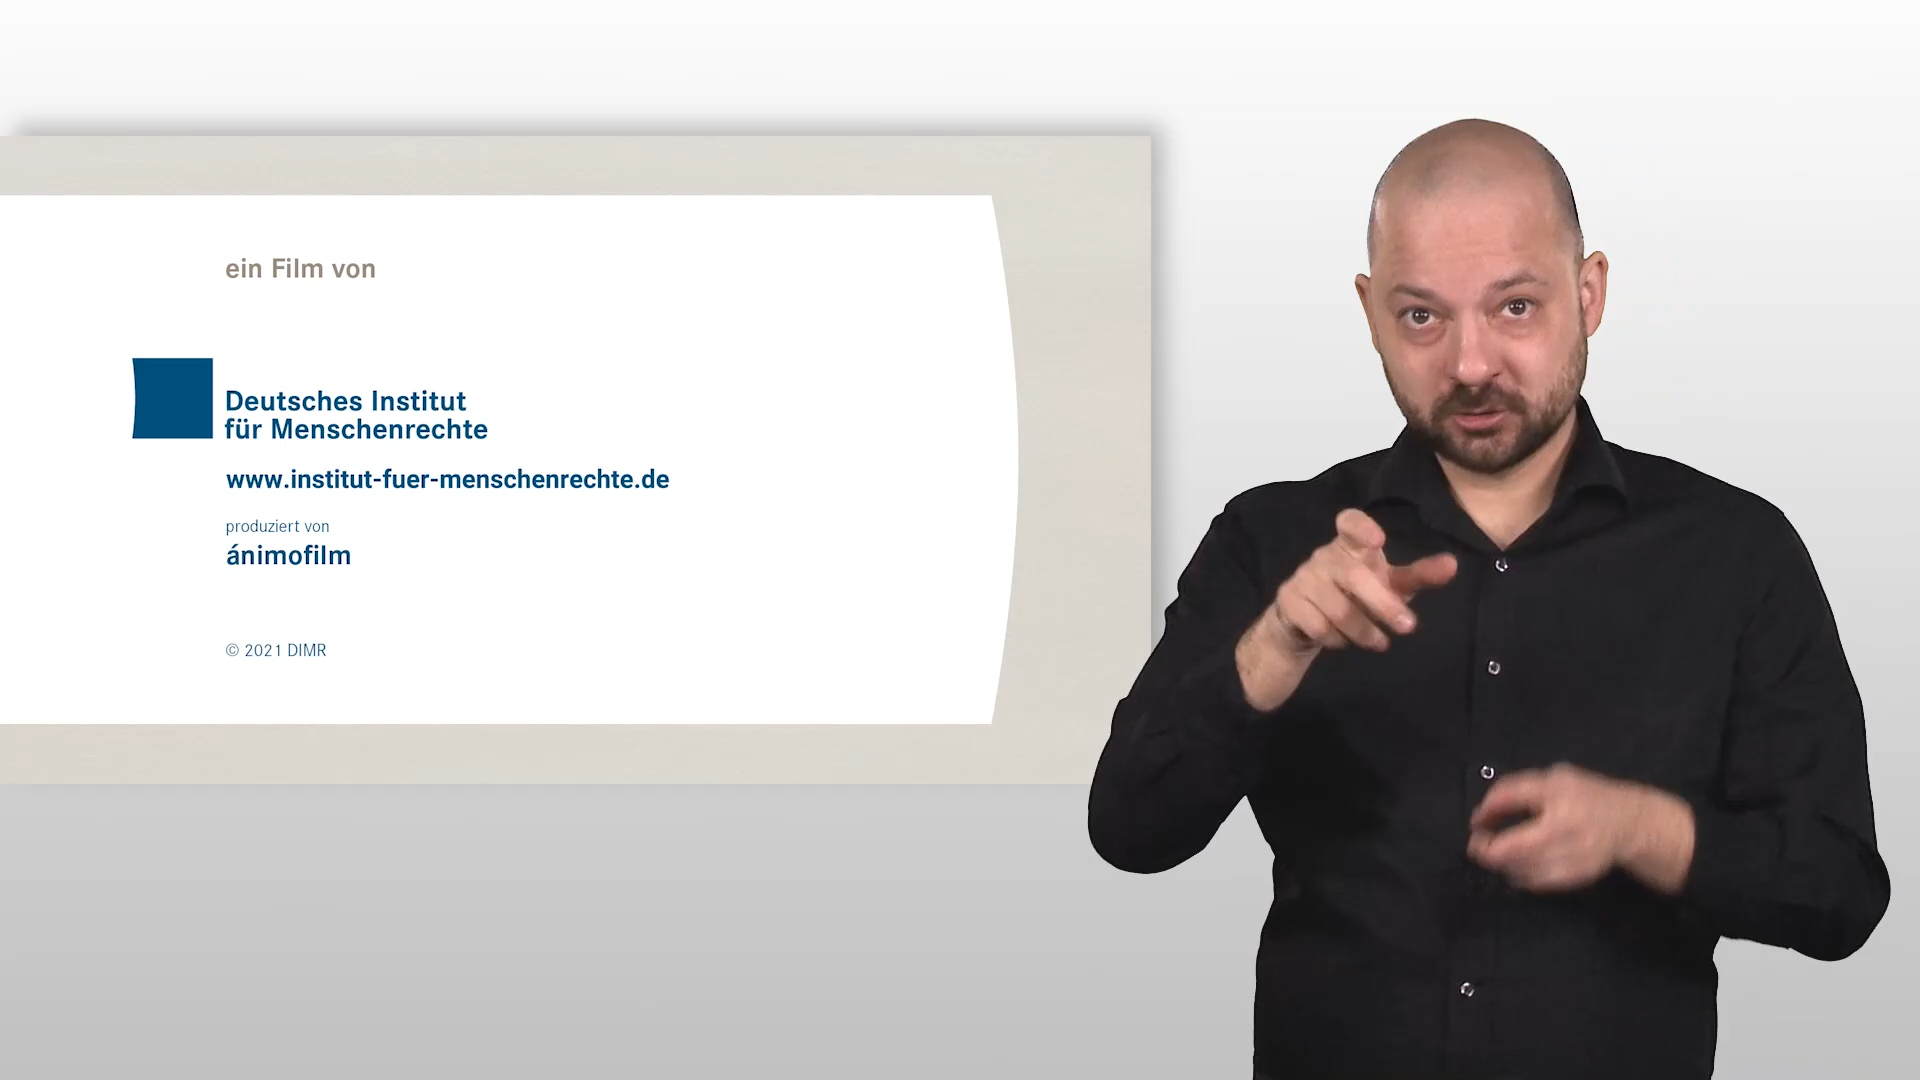 ein Film von
Deutsches Institut
für Menschenrechte
www.institut-fuer-menschenrechte.de
produziert von
ánimofilm
© 2021 DIMR